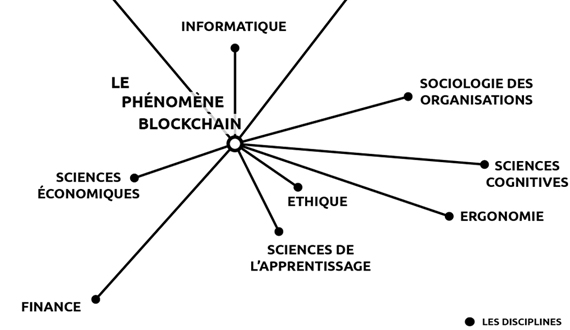 INFORMATIQUE
LE
PHÉNOMÈNE
BLOCKCHAIN
SOCIOLOGIE DES
ORGANISATIONS
SCIENCES
COGNITIVES
SCIENCES
ÉCONOMIQUES
ETHIQUE
ERGONOMIE
SCIENCES DE
L'APPRENTISSAGE
FINANCE
LES DISCIPLINES